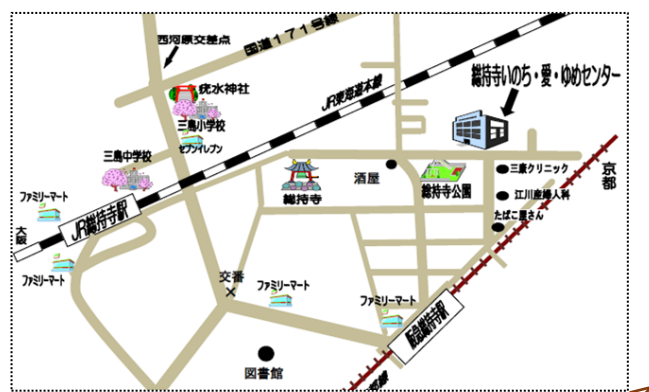 西河原交差点
国道171号線
疣水神社
JR東海道本線
総持寺いのち・愛・ゆめセンター
三島小学校
セブンイレブン
三島中学校
酒屋
三康クリニック
京都
総持寺
総持寺公園
江川産婦人科
ファミリーマート
たばこ屋さん
JR総持寺駅
大阪
ファミリーマート
交番
ファミリーマート
ファミリーマート
阪急総持寺駅
図書館